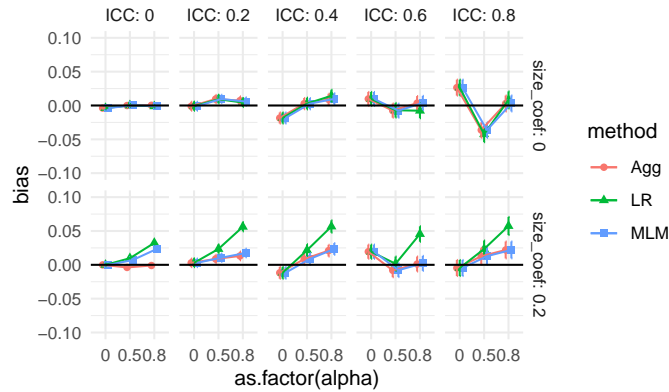 ICC: 0 ICC: 0.2 ICC: 0.4 ICC: 0.6 ICC: 0.8
0.10
0.05
0.00
−0.05
−0.10
size_coef: 0
0.10
0.05
0.00
−0.05
−0.10
size_coef: 0.2
bias
0 0.50.8 0 0.50.8 0 0.50.8 0 0.50.8 0 0.50.8
as.factor(alpha)
method
Agg
LR
MLM